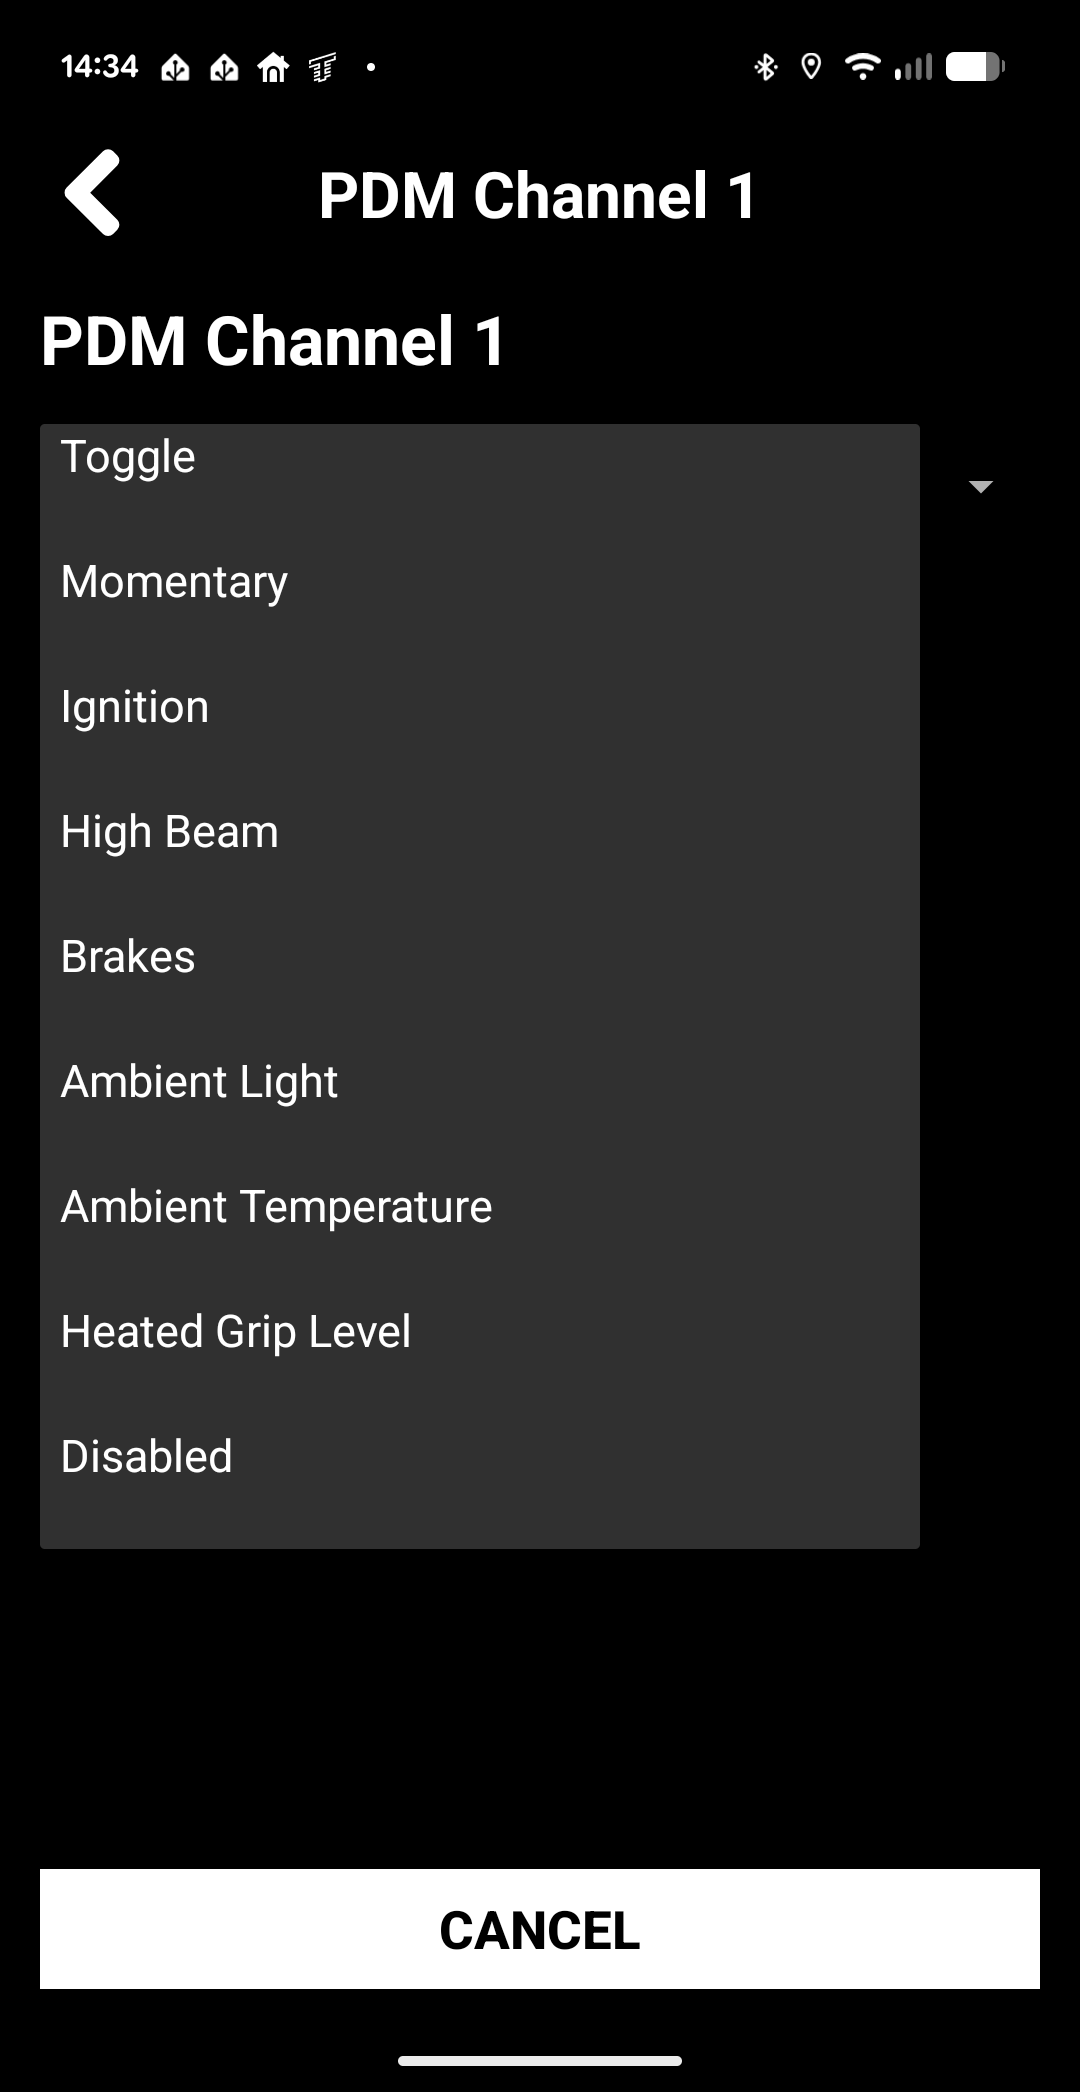 14:34
PDM Channel 1
PDM Channel 1
Toggle
Momentary
Ignition
High Beam
Brakes
Ambient Light
Ambient Temperature
Heated Grip Level
Disabled
CANCEL